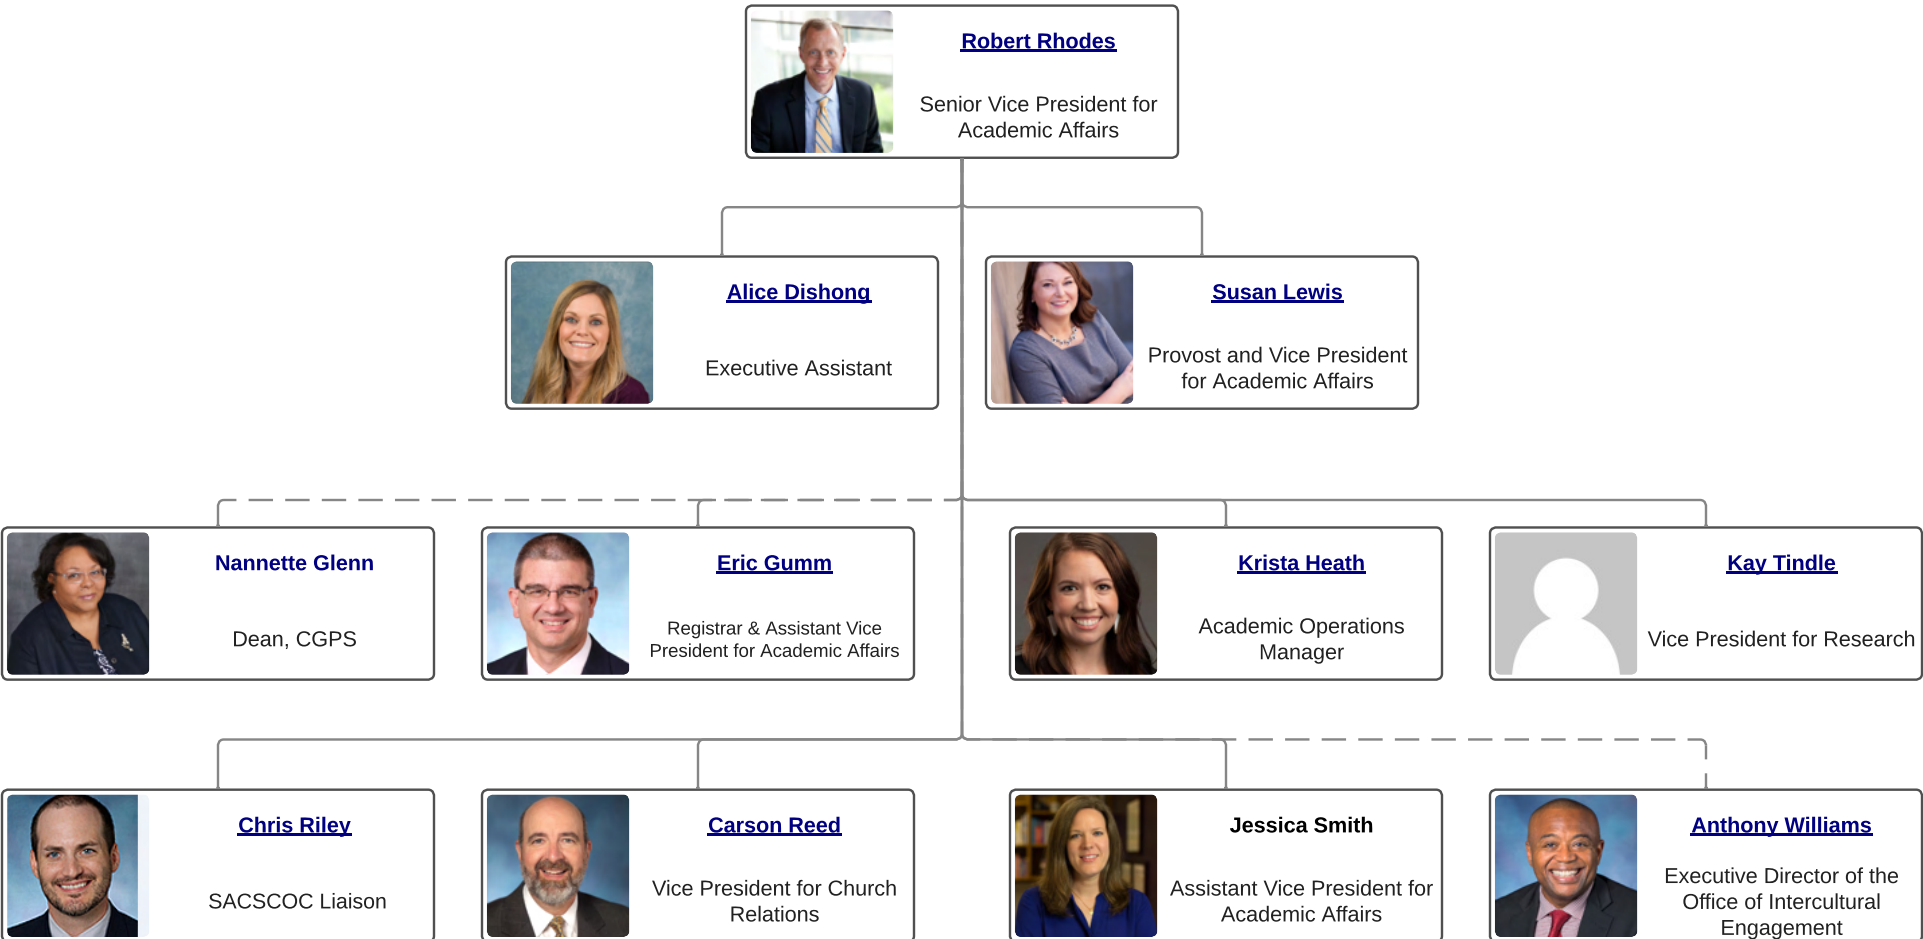 Robert Rhodes
Senior Vice President for
Academic Affairs
Alice Dishong
Executive Assistant
Susan Lewis
Provost and Vice President
for Academic Affairs
Nannette Glenn
Dean, CGPS
Eric Gumm
Registrar & Assistant Vice
President for Academic Affairs
Krista Heath
Academic Operations
Manager
Kay Tindle
Vice President for Research
Chris Riley
SACSCOC Liaison
Carson Reed
Vice President for Church
Relations
Jessica Smith
Assistant Vice President for
Academic Affairs
Anthony Williams
Executive Director of the
Office of Intercultural
Engagement